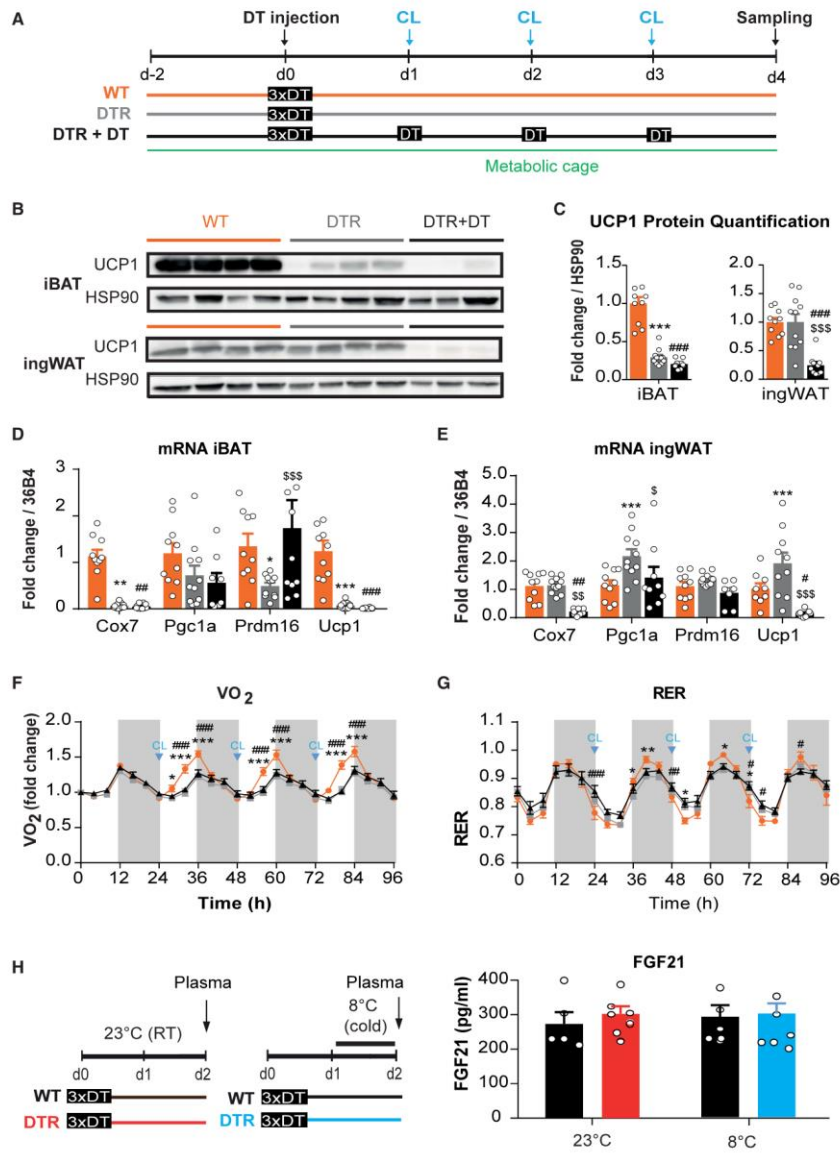 A
DT injection CL CL CL Sampling
d-2 d0 d1 d2 d3 d4
WT 3xDT
DTR 3xDT
DTR + DT 3xDT DT DT DT
Metabolic cage
B
WT DTR DTR+DT
iBAT
UCP1
HSP90
ingWAT
UCP1
HSP90
C UCP1 Protein Quantification
Fold change / HSP90
1.5
1.0
0.5
0.0
*** ###
iBAT
2.0
1.5
1.0
0.5
0.0
###
$$$
ingWAT
D
mRNA iBAT
Fold change / 36B4
3
2
1
0
** ## * $$$ *** ###
Cox7 Pgc1a Prdm16 Ucp1
E
mRNA ingWAT
Fold change / 36B4
4.0
3.0
2.0
1.0
0.0
##
$$
*** $ ***
#
$$$
Cox7 Pgc1a Prdm16 Ucp1
F VO2
VO2 (fold change)
2.0
1.5
1.0
0.5
0.0
CL CL CL
* ### *** ### *** ### *** ### *** ### *** ### ***
0 12 24 36 48 60 72 84 96
Time (h)
G RER
RER
1.1
1.0
0.9
0.8
0.7
0.6
CL CL CL
### * ** ## * * # * # #
0 12 24 36 48 60 72 84 96
Time (h)
H
Plasma
23°C (RT)
d0 d1 d2
WT 3xDT
DTR 3xDT
Plasma
8°C
(cold)
d0 d1 d2
WT 3xDT
DTR 3xDT
FGF21
FGF21 (pg/ml)
400
300
200
100
0
23°C 8°C